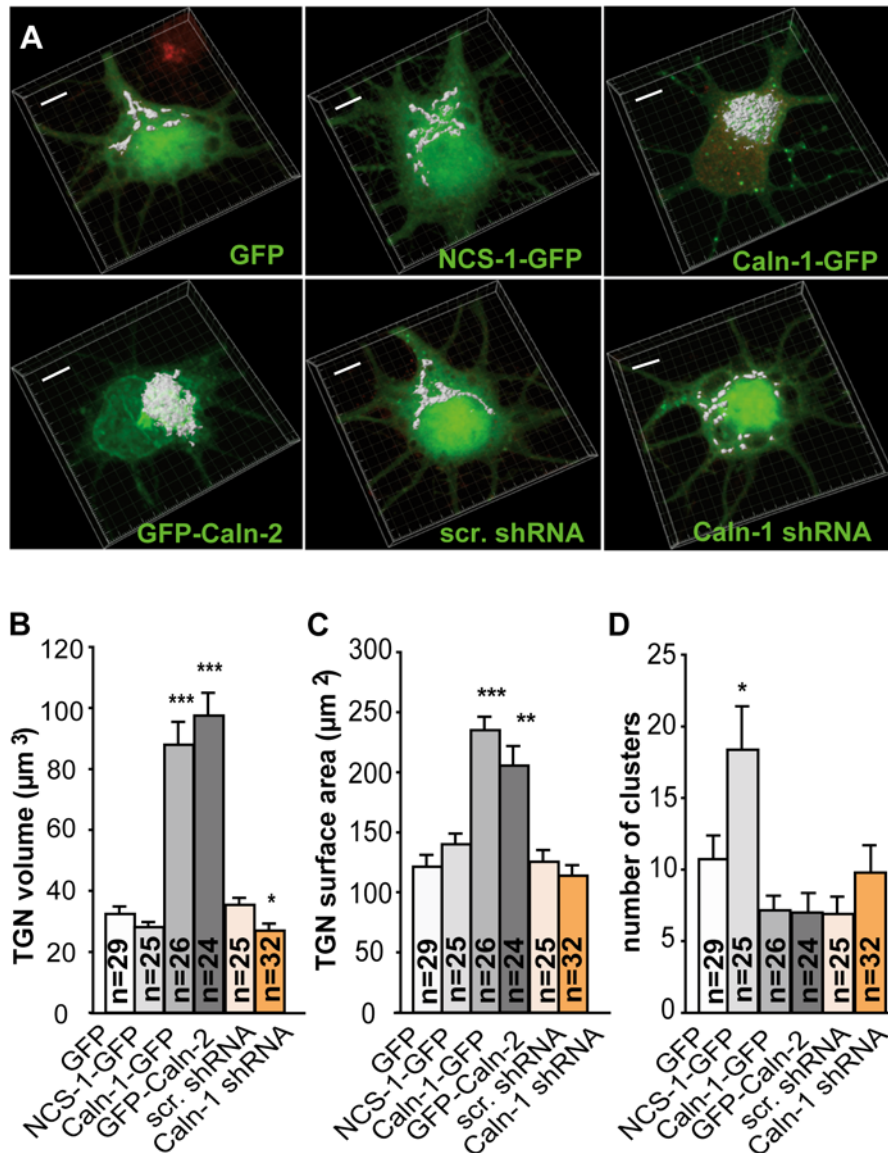 A
GFP
NCS-1-GFP
Caln-1-GFP
GFP-Caln-2
scr. shRNA
Caln-1 shRNA
B
TGN volume (µm³)
120
100
80
60
40
20
0
***
***
*
n=29
n=25
n=26
n=24
n=25
n=32
GFP
NCS-1-GFP
Caln-1-GFP
GFP-Caln-2
scr. shRNA
Caln-1 shRNA
C
TGN surface area (µm²)
300
250
200
150
100
50
0
***
**
n=29
n=25
n=26
n=24
n=25
n=32
GFP
NCS-1-GFP
Caln-1-GFP
GFP-Caln-2
scr. shRNA
Caln-1 shRNA
D
number of clusters
25
20
15
10
5
0
*
n=29
n=25
n=26
n=24
n=25
n=32
GFP
NCS-1-GFP
Caln-1-GFP
GFP-Caln-2
scr. shRNA
Caln-1 shRNA